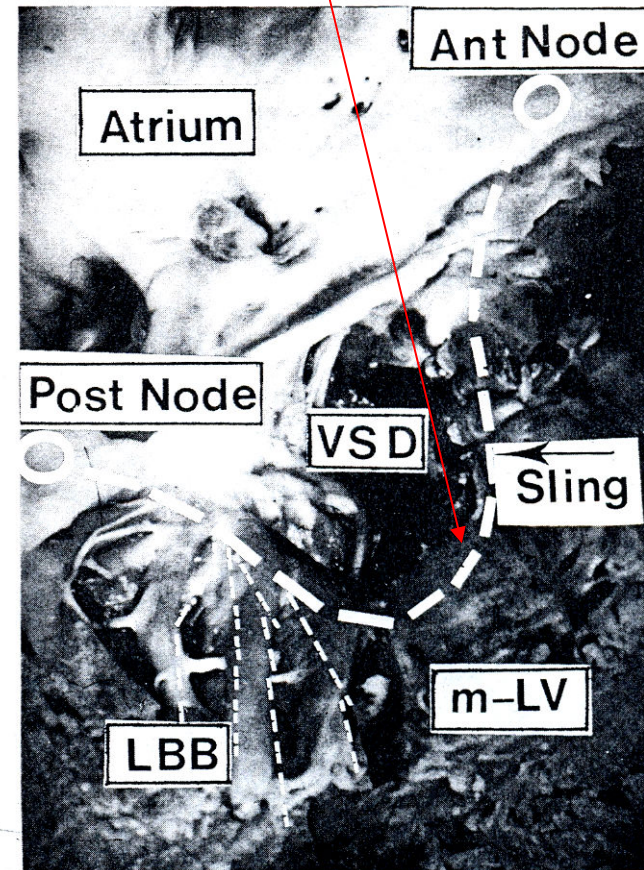 Ant Node
Atrium
Post Node
VSD
Sling
m-LV
LBB